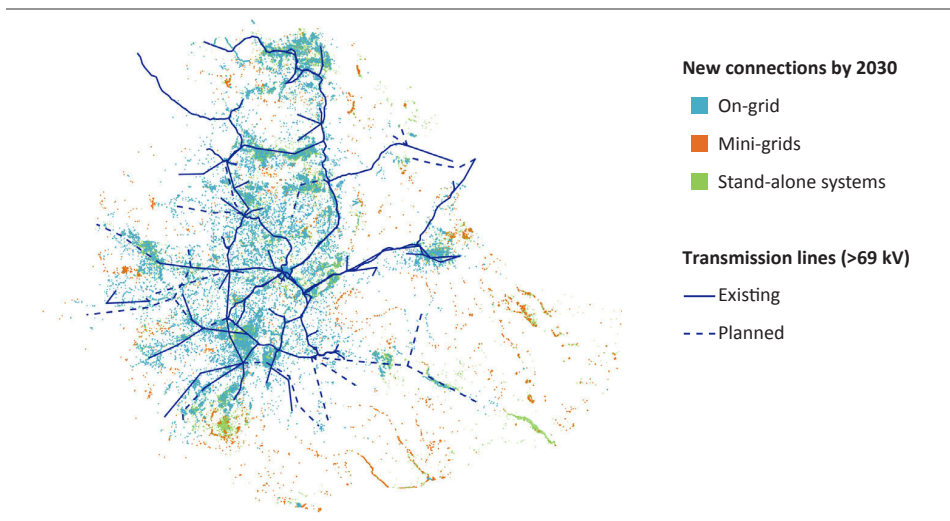 New connections by 2030
On-grid
Mini-grids
Stand-alone systems
Transmission lines (>69 kV)
Existing
Planned